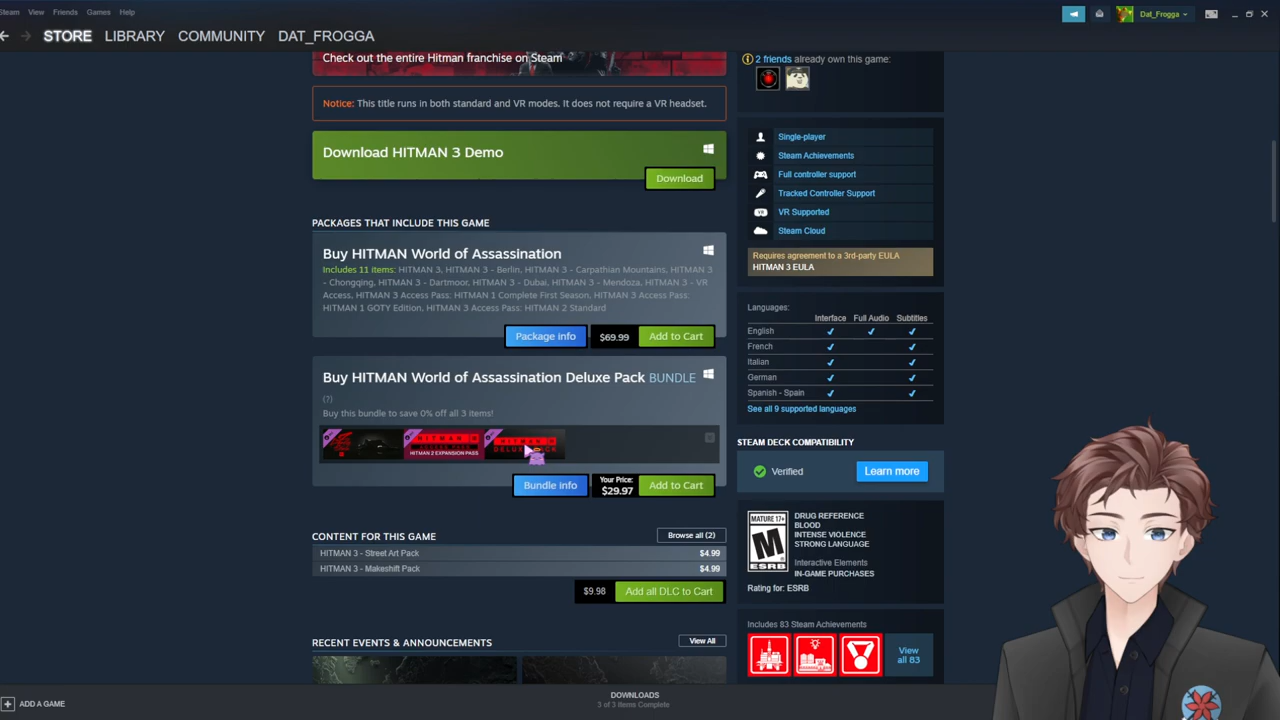 Steam View Friends Games Help
Dat_Frogga
STORE LIBRARY COMMUNITY DAT_FROGGA
Check out the entire Hitman franchise on Steam
Notice: This title runs in both standard and VR modes. It does not require a VR headset.
Download HITMAN 3 Demo
Download
PACKAGES THAT INCLUDE THIS GAME
Buy HITMAN World of Assassination
Includes 11 items: HITMAN 3, HITMAN 3 - Berlin, HITMAN 3 - Carpathian Mountains, HITMAN 3
- Chongqing, HITMAN 3 - Dartmoor, HITMAN 3 - Dubai, HITMAN 3 - Mendoza, HITMAN 3 - VR
Access, HITMAN 3 Access Pass: HITMAN 1 Complete First Season, HITMAN 3 Access Pass:
HITMAN 1 GOTY Edition, HITMAN 3 Access Pass: HITMAN 2 Standard
Package info $69.99 Add to Cart
Buy HITMAN World of Assassination Deluxe Pack BUNDLE
(?)
Buy this bundle to save 0% off all 3 items!
HITMAN
HITMAN 2 EXPANSION PASS
HITMAN III
Bundle info
Your Price:
$29.97
Add to Cart
CONTENT FOR THIS GAME
Browse all (2)
HITMAN 3 - Street Art Pack $4.99
HITMAN 3 - Makeshift Pack $4.99
$9.98 Add all DLC to Cart
RECENT EVENTS & ANNOUNCEMENTS
View All
2 friends already own this game:
Single-player
Steam Achievements
Full controller support
Tracked Controller Support
VR VR Supported
Steam Cloud
Requires agreement to a 3rd-party EULA
HITMAN 3 EULA
Languages:
Interface Full Audio Subtitles
English
French
Italian
German
Spanish - Spain
See all 9 supported languages
STEAM DECK COMPATIBILITY
Verified
Learn more
MATURE 17+
M
ESRB
DRUG REFERENCE
BLOOD
INTENSE VIOLENCE
STRONG LANGUAGE
Interactive Elements
IN-GAME PURCHASES
Rating for: ESRB
Includes 83 Steam Achievements
View
all 83
ADD A GAME
DOWNLOADS
3 of 3 Items Complete